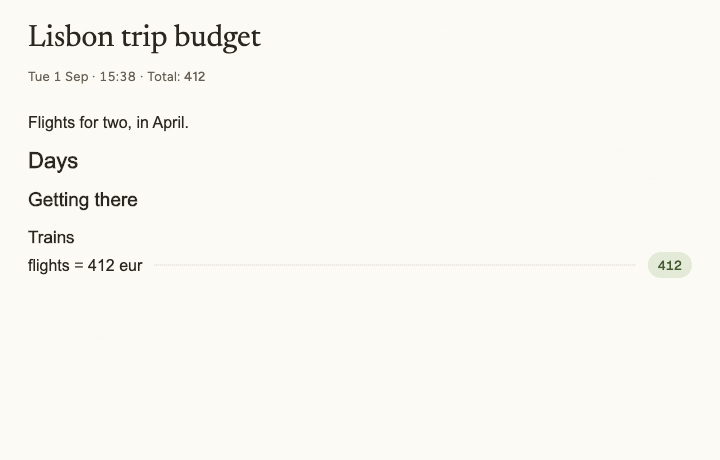 Lisbon trip budget
Tue 1 Sep · 15:38 · Total: 412
Flights for two, in April.
Days
Getting there
Trains
flights = 412 eur 412